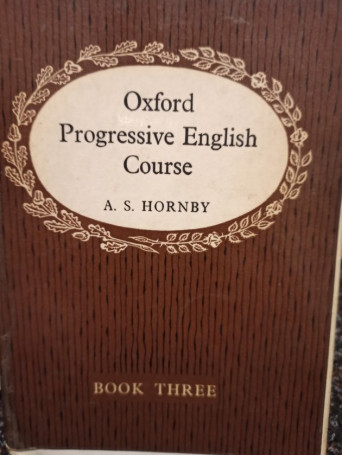 Oxford
Progressive English
Course
A. S. HORNBY
BOOK THREE